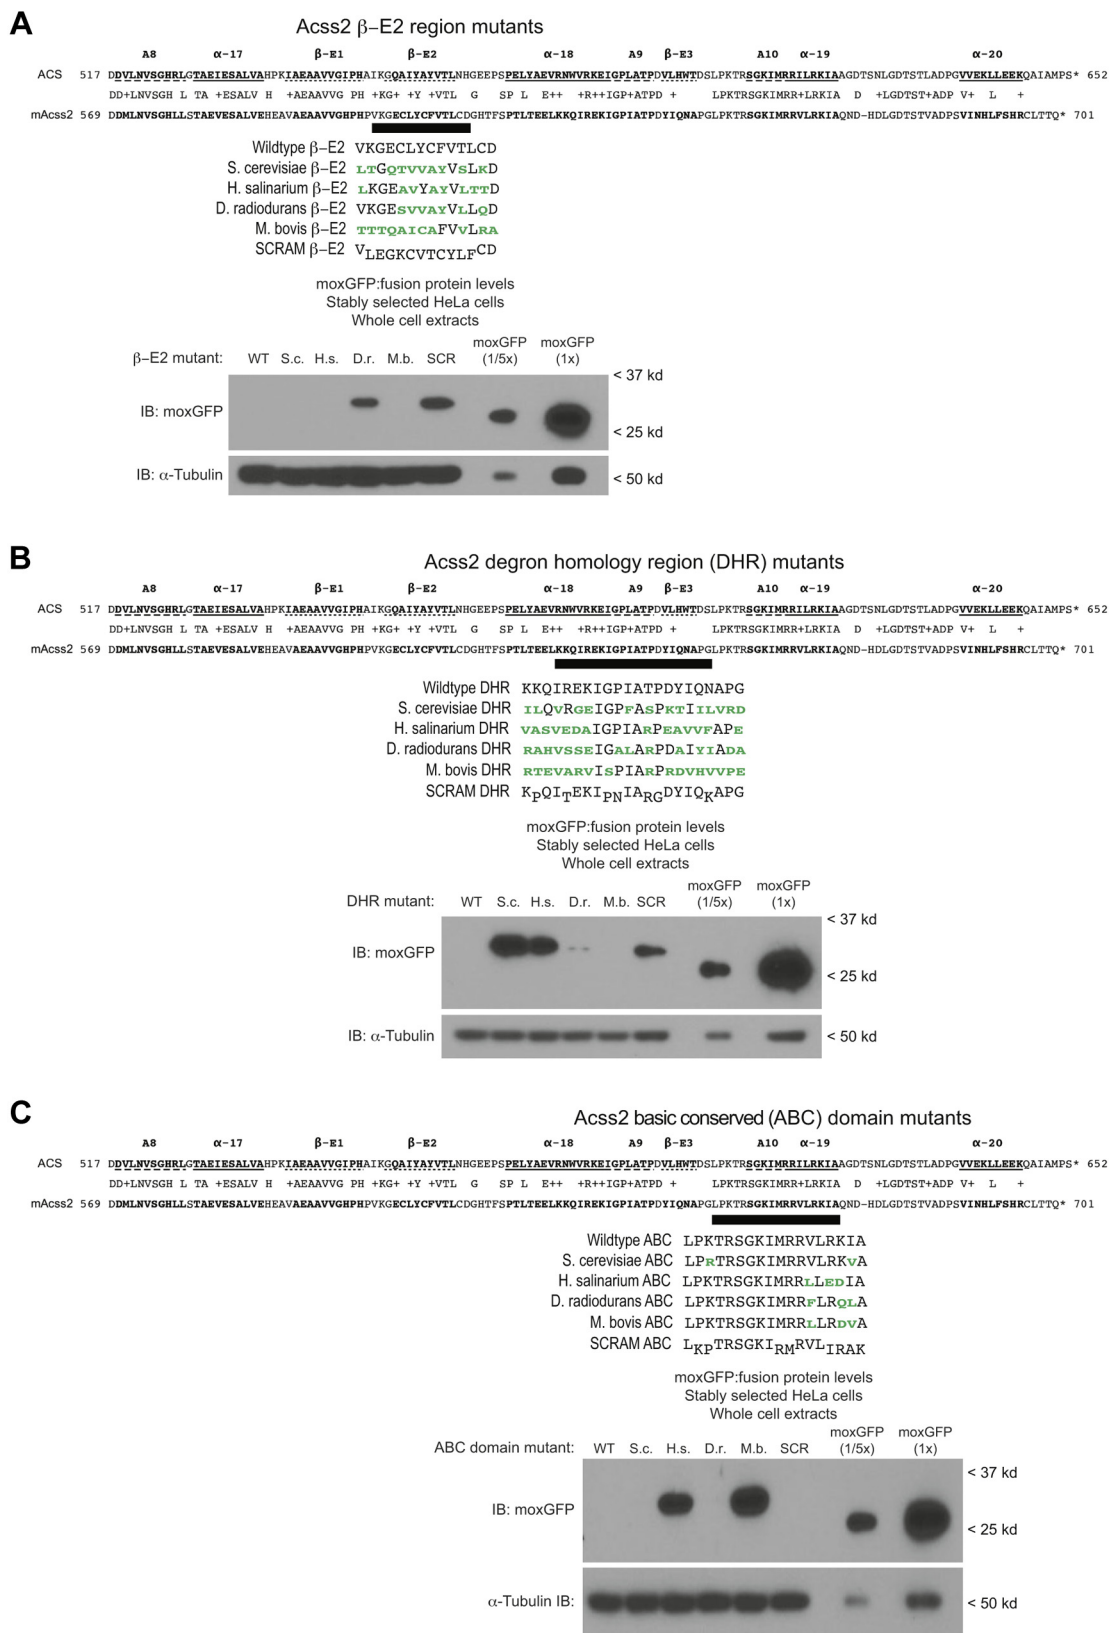 A
Acss2 β–E2 region mutants
A8 α-17 β-E1 β-E2 α-18 A9 β-E3 A10 α-19 α-20
ACS 517 DDVLNVSGHRLGTAEIESALVAHPKIAEAAVVGIPHAIKGQAIYAYVTLNHGEEPSPELYAEVRNWVRKEIGPLATPDVLHWTDSLPKTRSGKIMRRILRKIAAGDTSNLGDTSTLADPGVVEKLLEEKQAIAMPS* 652
DD+LNVSGH L TA +ESALV H +AEAAVVG PH +KG+ +Y +VTL G SP L E++ +R++IGP+ATPD + LPKTRSGKIMRR+LRKIA D +LGDTST+ADP V+ L +
mAcss2 569 DDMLNVSGHLLSTAEVESALVEHEAVAEAAVVGHPHPVKGECLYCFVTLCDGHTFSPTLTEELKKQIREKIGPIATPDYIQNAPGLPKTRSGKIMRRVLRKIAQND-HDLGDTSTVADPSVINHLFSHRCLTTQ* 701
Wildtype β–E2 VKGECLYCFVTLCD
S. cerevisiae β–E2 LTGQTVVAYVSLKD
H. salinarium β–E2 LKGEAVYAYVLTTD
D. radiodurans β–E2 VKGESVVAYVLLQD
M. bovis β–E2 TTTQAICAFVVLRA
SCRAM β–E2 VLEGKCVTCYLFCD
moxGFP:fusion protein levels
Stably selected HeLa cells
Whole cell extracts
β–E2 mutant: WT S.c. H.s. D.r. M.b. SCR moxGFP (1/5x) moxGFP (1x)
< 37 kd
IB: moxGFP
< 25 kd
IB: α-Tubulin < 50 kd
B
Acss2 degron homology region (DHR) mutants
A8 α-17 β-E1 β-E2 α-18 A9 β-E3 A10 α-19 α-20
ACS 517 DDVLNVSGHRLGTAEIESALVAHPKIAEAAVVGIPHAIKGQAIYAYVTLNHGEEPSPELYAEVRNWVRKEIGPLATPDVLHWTDSLPKTRSGKIMRRILRKIAAGDTSNLGDTSTLADPGVVEKLLEEKQAIAMPS* 652
DD+LNVSGH L TA +ESALV H +AEAAVVG PH +KG+ +Y +VTL G SP L E++ +R++IGP+ATPD + LPKTRSGKIMRR+LRKIA D +LGDTST+ADP V+ L +
mAcss2 569 DDMLNVSGHLLSTAEVESALVEHEAVAEAAVVGHPHPVKGECLYCFVTLCDGHTFSPTLTEELKKQIREKIGPIATPDYIQNAPGLPKTRSGKIMRRVLRKIAQND-HDLGDTSTVADPSVINHLFSHRCLTTQ* 701
Wildtype DHR KKQIREKIGPIATPDYIQNAPG
S. cerevisiae DHR ILQVRGEIGPFASPKTIILVRD
H. salinarium DHR VASVEDAIGPIARPEAVVFAPE
D. radiodurans DHR RAHVSSEIGALARPDAIYIADA
M. bovis DHR RTEVARVISPIARPRDVHVVPE
SCRAM DHR KPQITEKIPNIARGDYIQKAPG
moxGFP:fusion protein levels
Stably selected HeLa cells
Whole cell extracts
DHR mutant: WT S.c. H.s. D.r. M.b. SCR moxGFP (1/5x) moxGFP (1x)
< 37 kd
IB: moxGFP
< 25 kd
IB: α-Tubulin < 50 kd
C
Acss2 basic conserved (ABC) domain mutants
A8 α-17 β-E1 β-E2 α-18 A9 β-E3 A10 α-19 α-20
ACS 517 DDVLNVSGHRLGTAEIESALVAHPKIAEAAVVGIPHAIKGQAIYAYVTLNHGEEPSPELYAEVRNWVRKEIGPLATPDVLHWTDSLPKTRSGKIMRRILRKIAAGDTSNLGDTSTLADPGVVEKLLEEKQAIAMPS* 652
DD+LNVSGH L TA +ESALV H +AEAAVVG PH +KG+ +Y +VTL G SP L E++ +R++IGP+ATPD + LPKTRSGKIMRR+LRKIA D +LGDTST+ADP V+ L +
mAcss2 569 DDMLNVSGHLLSTAEVESALVEHEAVAEAAVVGHPHPVKGECLYCFVTLCDGHTFSPTLTEELKKQIREKIGPIATPDYIQNAPGLPKTRSGKIMRRVLRKIAQND-HDLGDTSTVADPSVINHLFSHRCLTTQ* 701
Wildtype ABC LPKTRSGKIMRRVLRKIA
S. cerevisiae ABC LPRTRSGKIMRRVLRKVA
H. salinarium ABC LPKTRSGKIMRRLLEDIA
D. radiodurans ABC LPKTRSGKIMRRFLRQLA
M. bovis ABC LPKTRSGKIMRRLLRDVA
SCRAM ABC LKPTRSGKIRMRVLIRAK
moxGFP:fusion protein levels
Stably selected HeLa cells
Whole cell extracts
ABC domain mutant: WT S.c. H.s. D.r. M.b. SCR moxGFP (1/5x) moxGFP (1x)
< 37 kd
IB: moxGFP
< 25 kd
α-Tubulin IB: < 50 kd